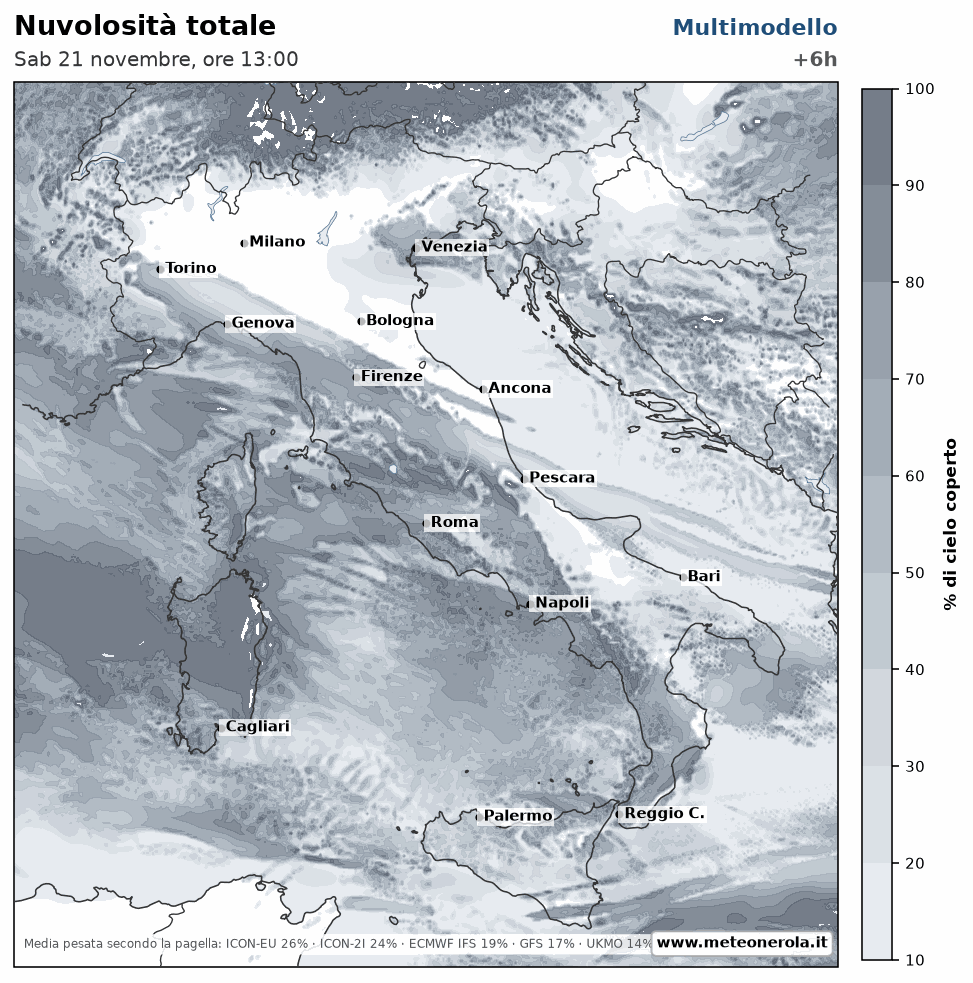 Nuvolosità totale
Multimodello
Sab 21 novembre, ore 13:00
+6h
100
90
80
70
60
50
40
30
20
10
% di cielo coperto
Milano
Venezia
Torino
Genova
Bologna
Firenze
Ancona
Pescara
Roma
Bari
Napoli
Cagliari
Palermo
Reggio C.
Media pesata secondo la pagella: ICON-EU 26% · ICON-2I 24% · ECMWF IFS 19% · GFS 17% · UKMO 14%
www.meteonerola.it